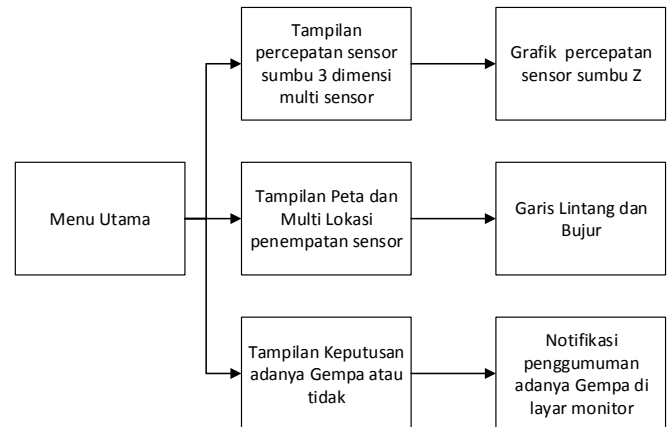 Tampilan
percepatan sensor
sumbu 3 dimensi
multi sensor
Grafik percepatan
sensor sumbu Z
Menu Utama
Tampilan Peta dan
Multi Lokasi
penempatan sensor
Garis Lintang dan
Bujur
Tampilan Keputusan
adanya Gempa atau
tidak
Notifikasi
penggumuman
adanya Gempa di
layar monitor